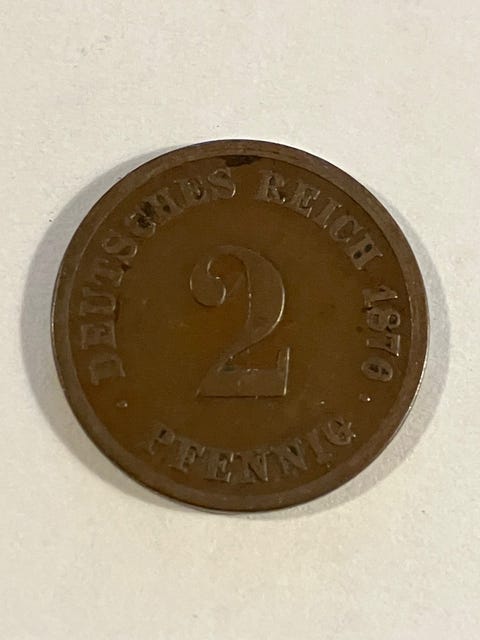 DEUTSCHES REICH 1876
2
PFENNIG